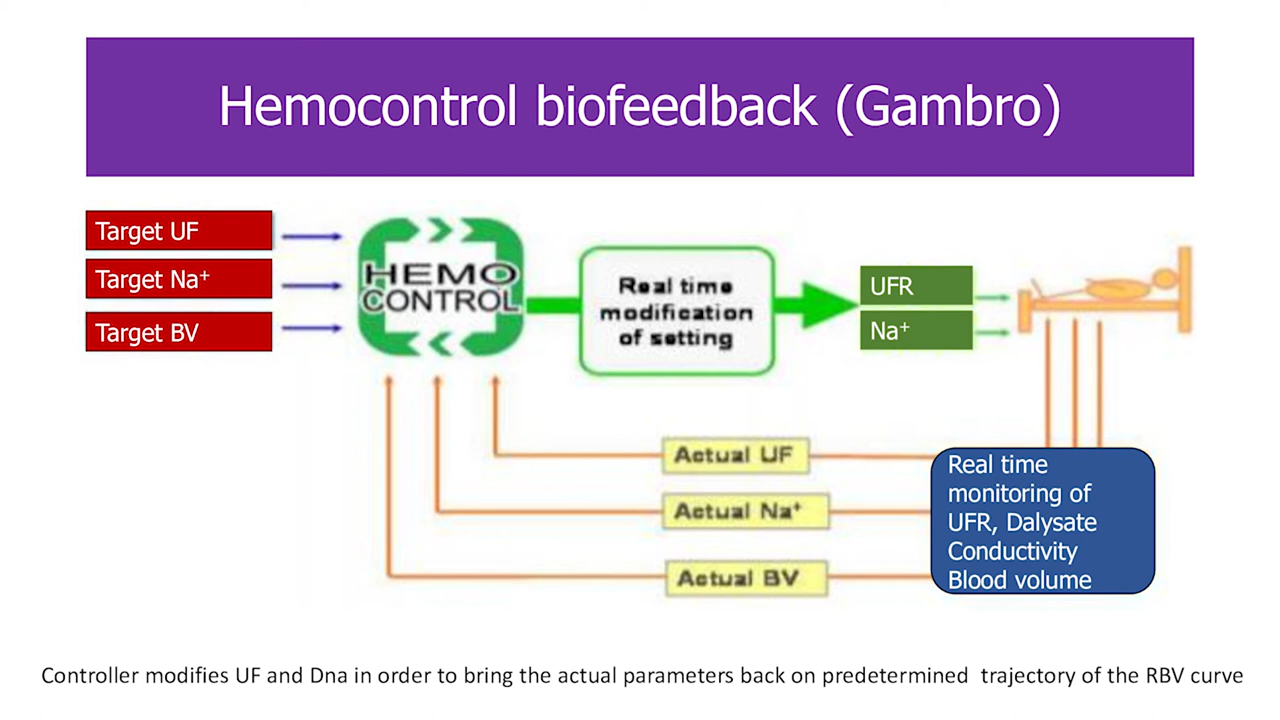 Hemocontrol biofeedback (Gambro)
Target UF
Target Na⁺
Target BV
HEMO
CONTROL
Real time
modification
of setting
UFR
Na⁺
Actual UF
Actual Na⁺
Actual BV
Real time
monitoring of
UFR, Dalysate
Conductivity
Blood volume
Controller modifies UF and Dna in order to bring the actual parameters back on predetermined trajectory of the RBV curve